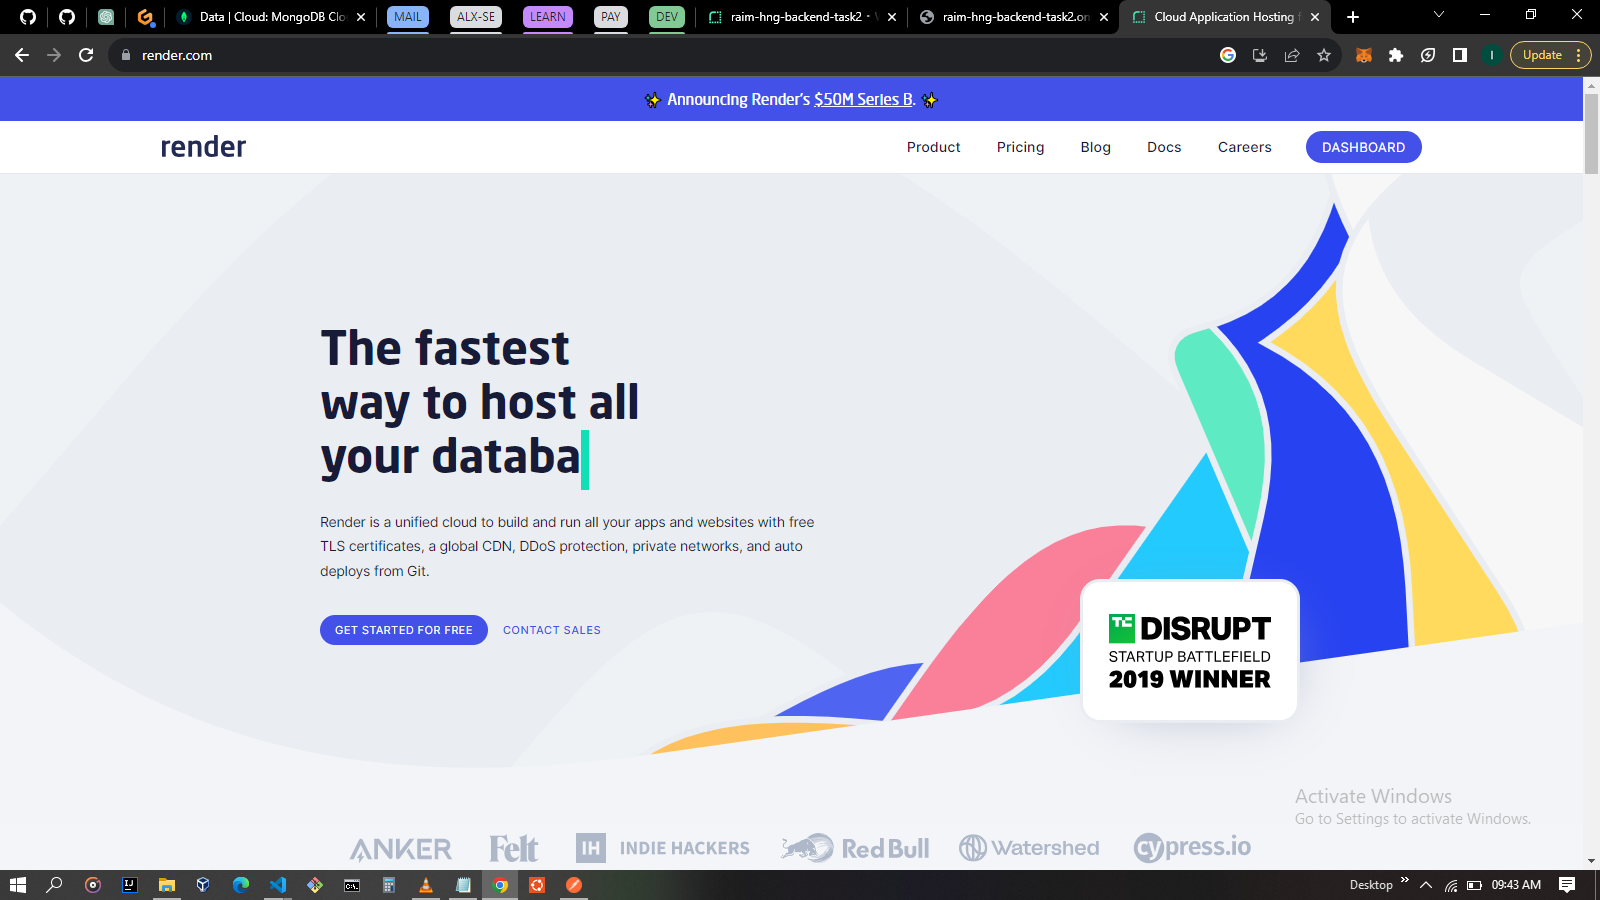 Data | Cloud: MongoDB Clo
MAIL
ALX-SE
LEARN
PAY
DEV
raim-hng-backend-task2 ·
raim-hng-backend-task2.on
Cloud Application Hosting f
render.com
I
Update
✨ Announcing Render's $50M Series B. ✨
render
Product
Pricing
Blog
Docs
Careers
DASHBOARD
The fastest
way to host all
your databa
Render is a unified cloud to build and run all your apps and websites with free
TLS certificates, a global CDN, DDoS protection, private networks, and auto
deploys from Git.
GET STARTED FOR FREE
CONTACT SALES
TC DISRUPT
STARTUP BATTLEFIELD
2019 WINNER
Activate Windows
Go to Settings to activate Windows.
ANKER
Felt
IH INDIE HACKERS
Red Bull
Watershed
cypress.io
Desktop
09:43 AM